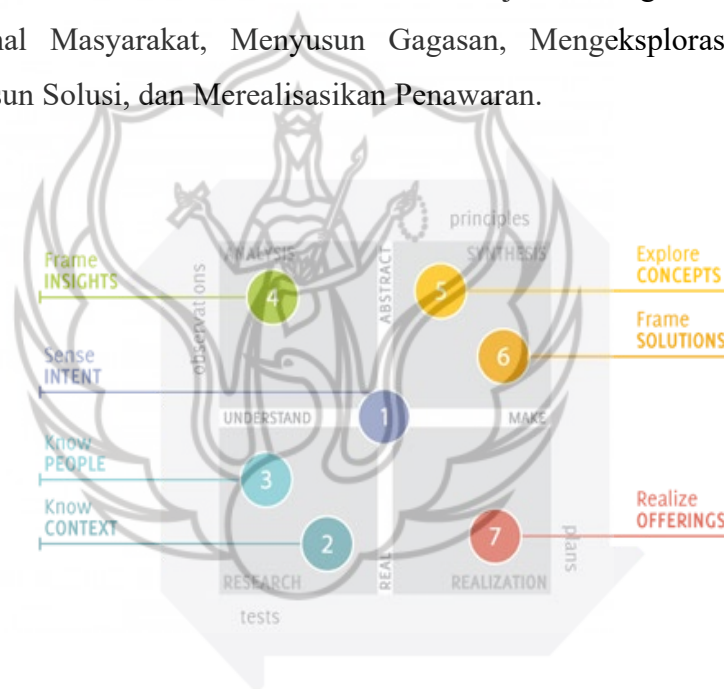 nal Masyarakat, Menyusun Gagasan, Mengeksploras
sun Solusi, dan Merealisasikan Penawaran.
principles
ANALYSIS
SYNTHESIS
ABSTRACT
observations
Frame
INSIGHTS
4
5
Explore
CONCEPTS
Frame
SOLUTIONS
6
Sense
INTENT
1
UNDERSTAND
MAKE
Know
PEOPLE
3
Know
CONTEXT
2
7
Realize
OFFERINGS
REAL
plans
RESEARCH
REALIZATION
tests